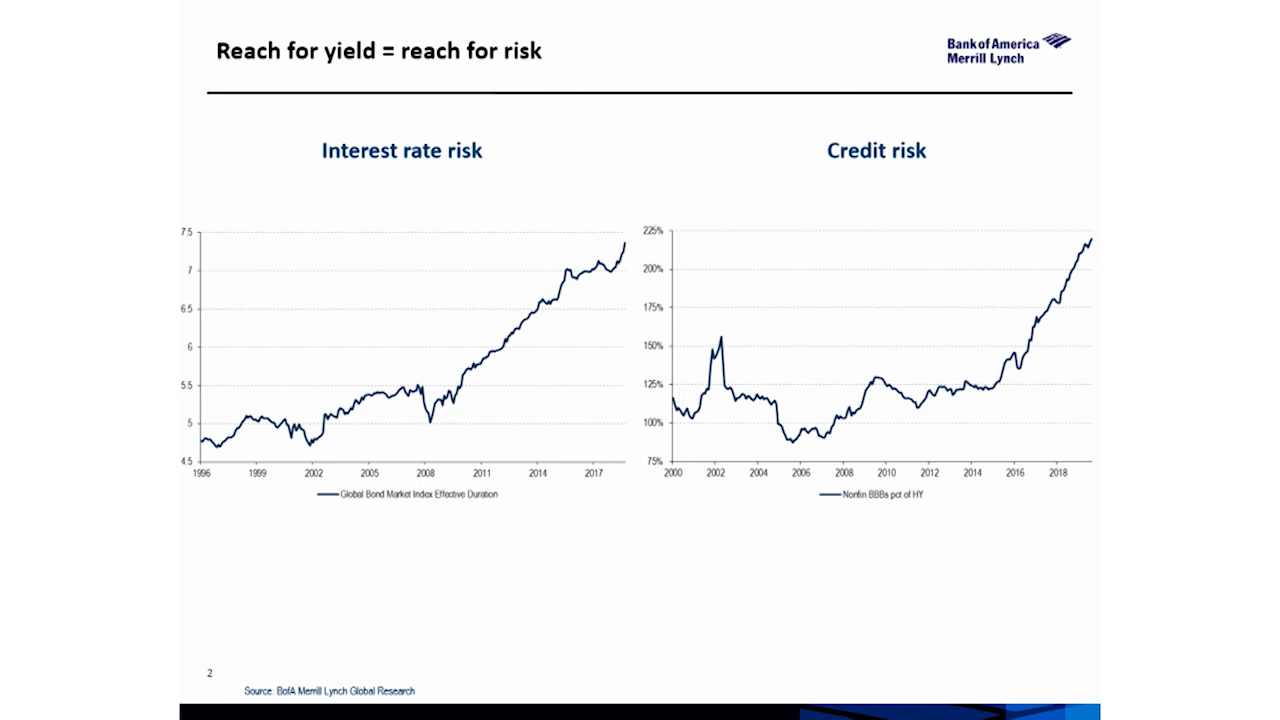 Reach for yield = reach for risk
Bank of America
Merrill Lynch
Interest rate risk
Credit risk
7.5
7
6.5
6
5.5
5
4.5
1996 1999 2002 2005 2008 2011 2014 2017
Global Bond Market Index Effective Duration
225%
200%
175%
150%
125%
100%
75%
2000 2002 2004 2006 2008 2010 2012 2014 2016 2018
Nonfin BBBs pct of HY
2
Source: BofA Merrill Lynch Global Research